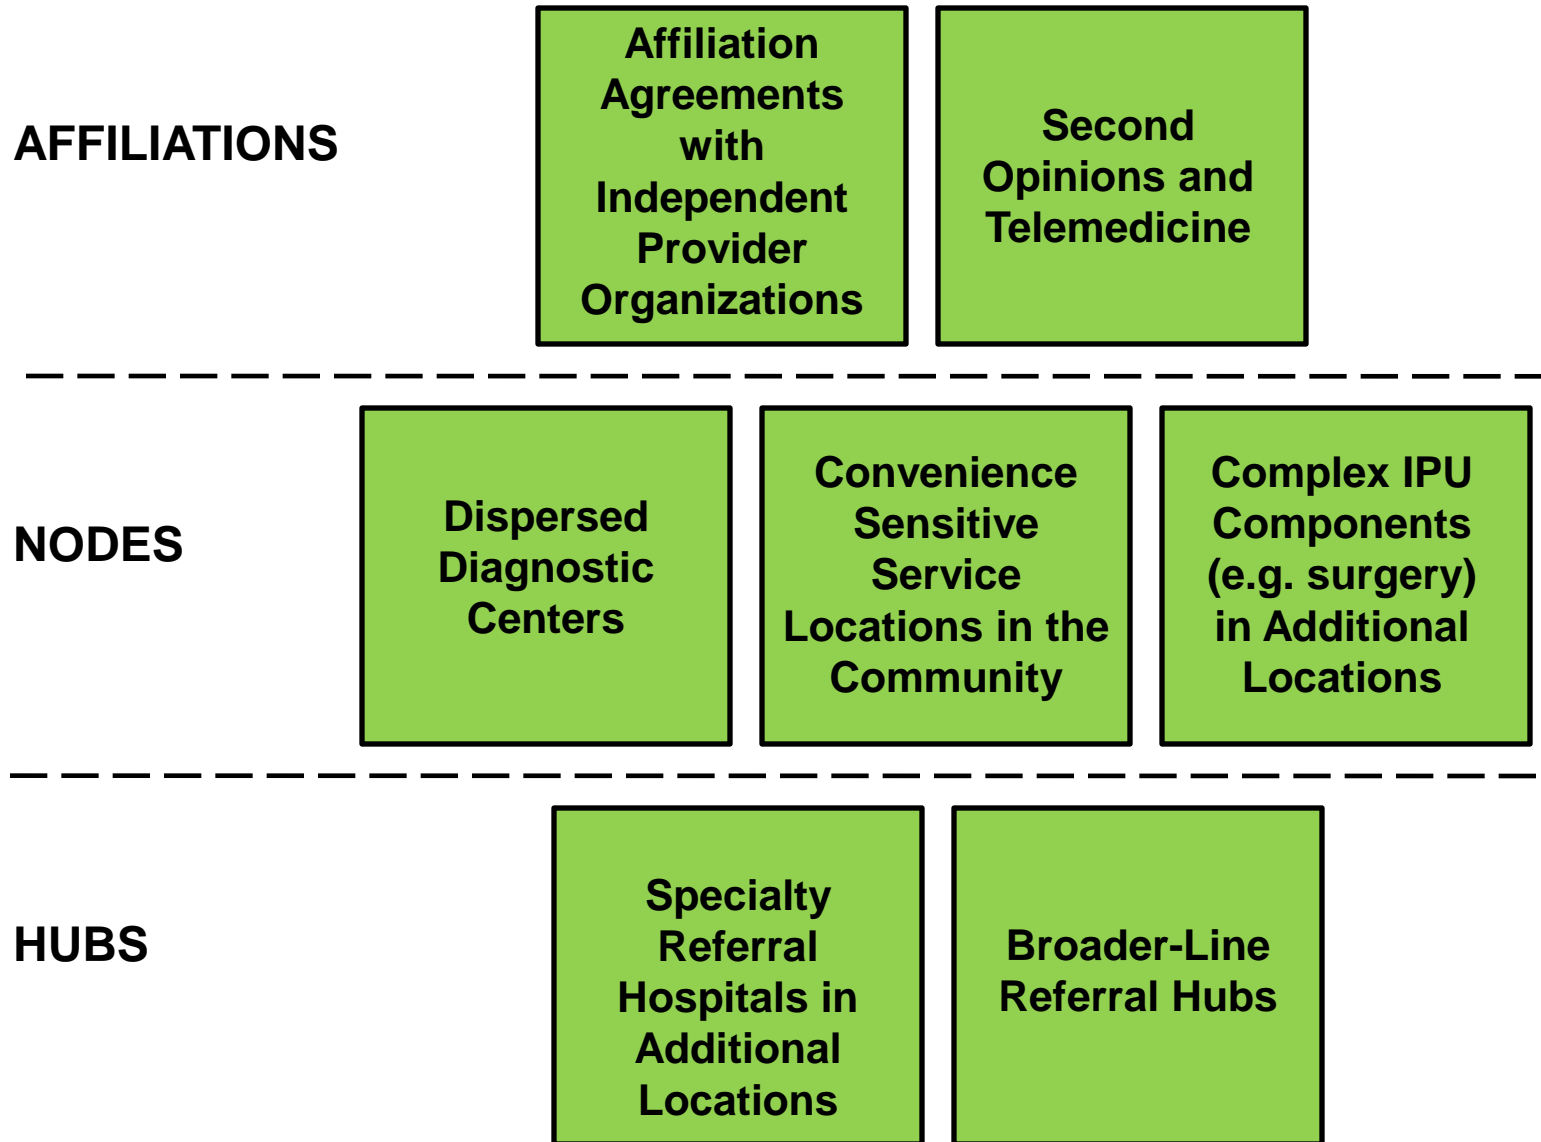 AFFILIATIONS
Affiliation
Agreements
with
Independent
Provider
Organizations
Second
Opinions and
Telemedicine
NODES
Dispersed
Diagnostic
Centers
Convenience
Sensitive
Service
Locations in the
Community
Complex IPU
Components
(e.g. surgery)
in Additional
Locations
HUBS
Specialty
Referral
Hospitals in
Additional
Locations
Broader-Line
Referral Hubs